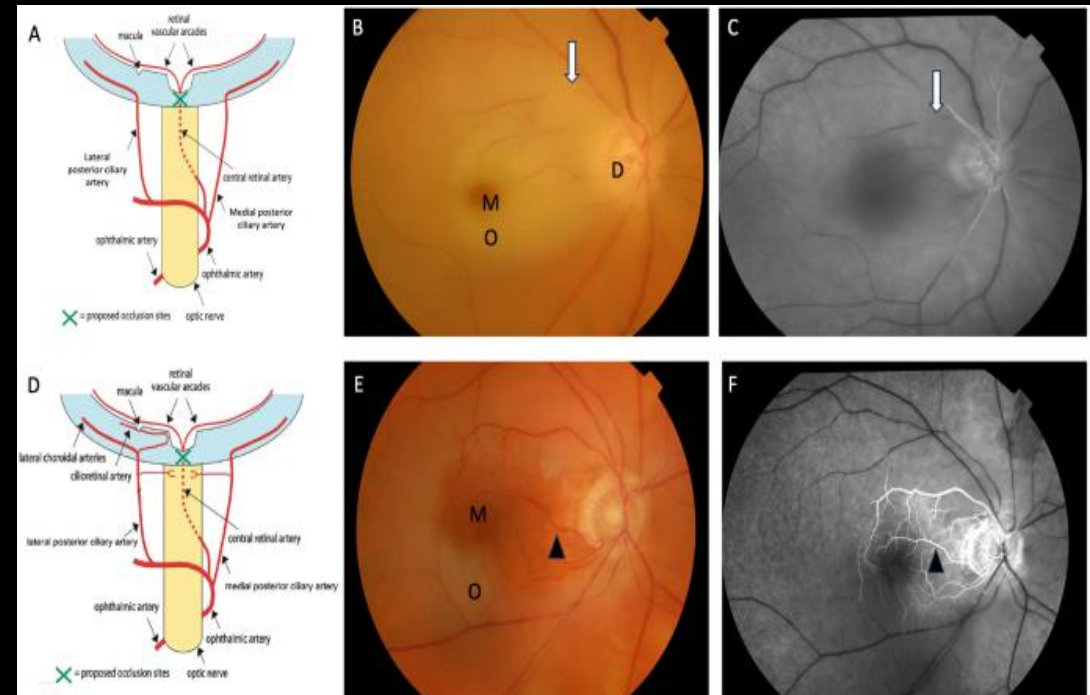 A
retinal
vascular arcades
macula
Lateral
posterior ciliary
artery
central retinal artery
Medial posterior
ciliary artery
ophthalmic artery
ophthalmic artery
X = proposed occlusion sites
optic nerve
B
D
M
O
C
D
retinal
vascular arcades
macula
lateral choroidal arteries
cilioretinal artery
lateral posterior ciliary artery
central retinal artery
medial posterior ciliary artery
ophthalmic artery
ophthalmic artery
X = proposed occlusion sites
optic nerve
E
M
O
F